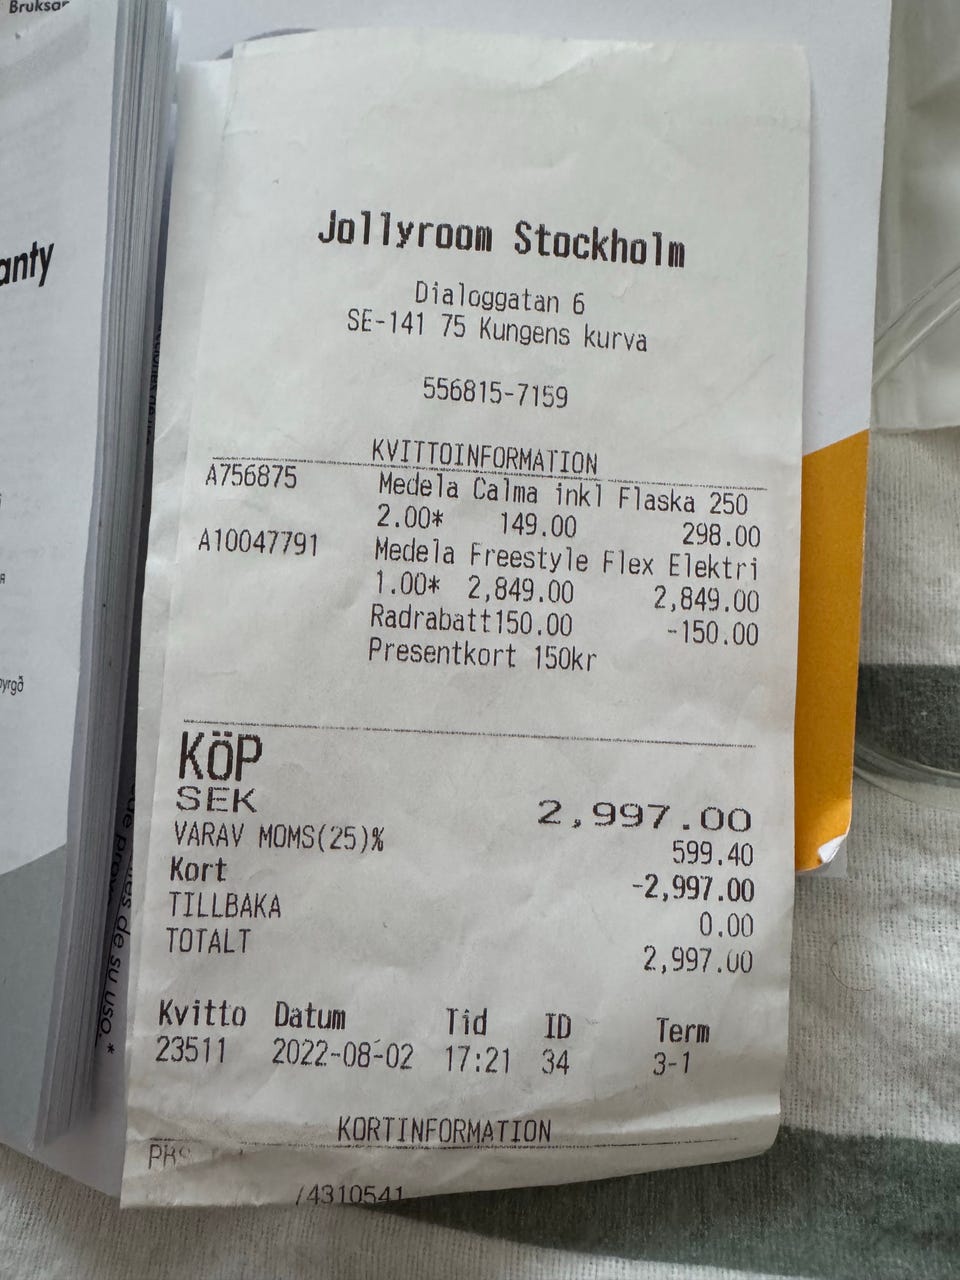 Bruksan
anty
byrgð
Jollyroom Stockholm
Dialoggatan 6
SE-141 75 Kungens kurva
556815-7159
KVITTOINFORMATION
A756875 Medela Calma inkl Flaska 250
2.00* 149.00 298.00
A10047791 Medela Freestyle Flex Elektri
1.00* 2,849.00 2,849.00
Radrabatt150.00 -150.00
Presentkort 150kr
KÖP
SEK 2,997.00
VARAV MOMS(25)% 599.40
Kort -2,997.00
TILLBAKA 0.00
TOTALT 2,997.00
Kvitto Datum Tid ID Term
23511 2022-08-02 17:21 34 3-1
KORTINFORMATION
/4310541
de su uso. *